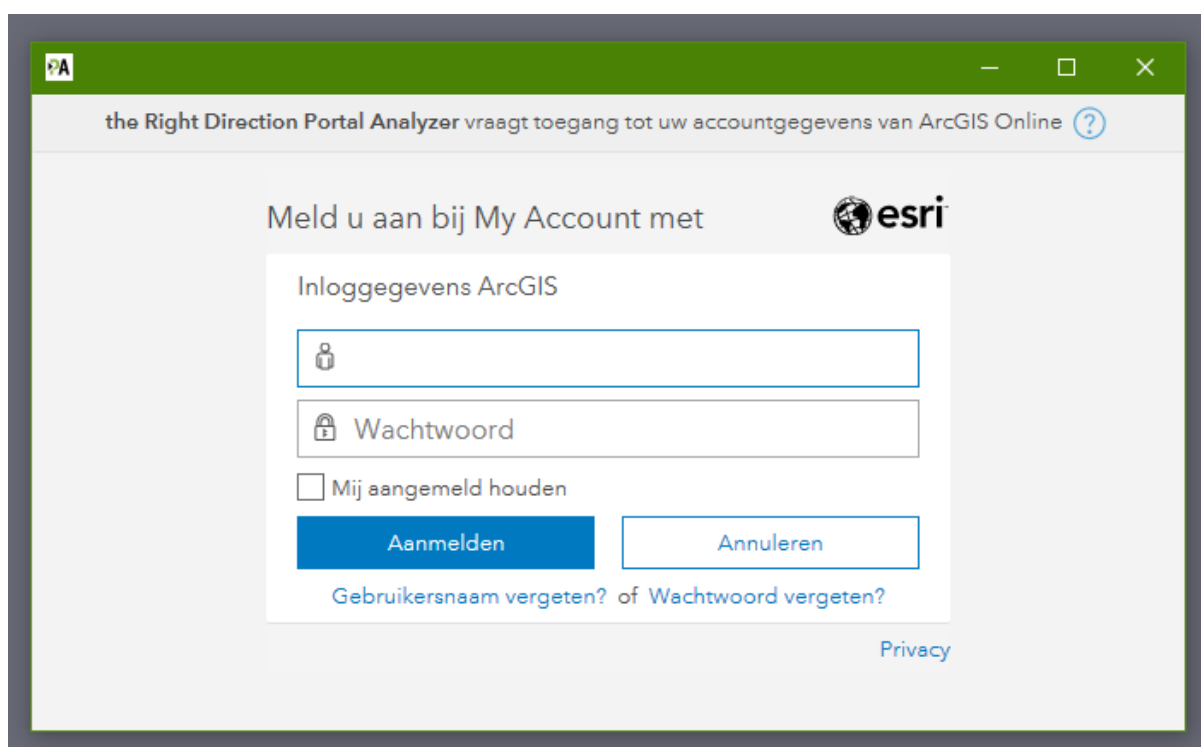 PA
the Right Direction Portal Analyzer vraagt toegang tot uw accountgegevens van ArcGIS Online ?
Meld u aan bij My Account met esri
Inloggegevens ArcGIS
Wachtwoord
Mij aangemeld houden
Aanmelden Annuleren
Gebruikersnaam vergeten? of Wachtwoord vergeten?
Privacy